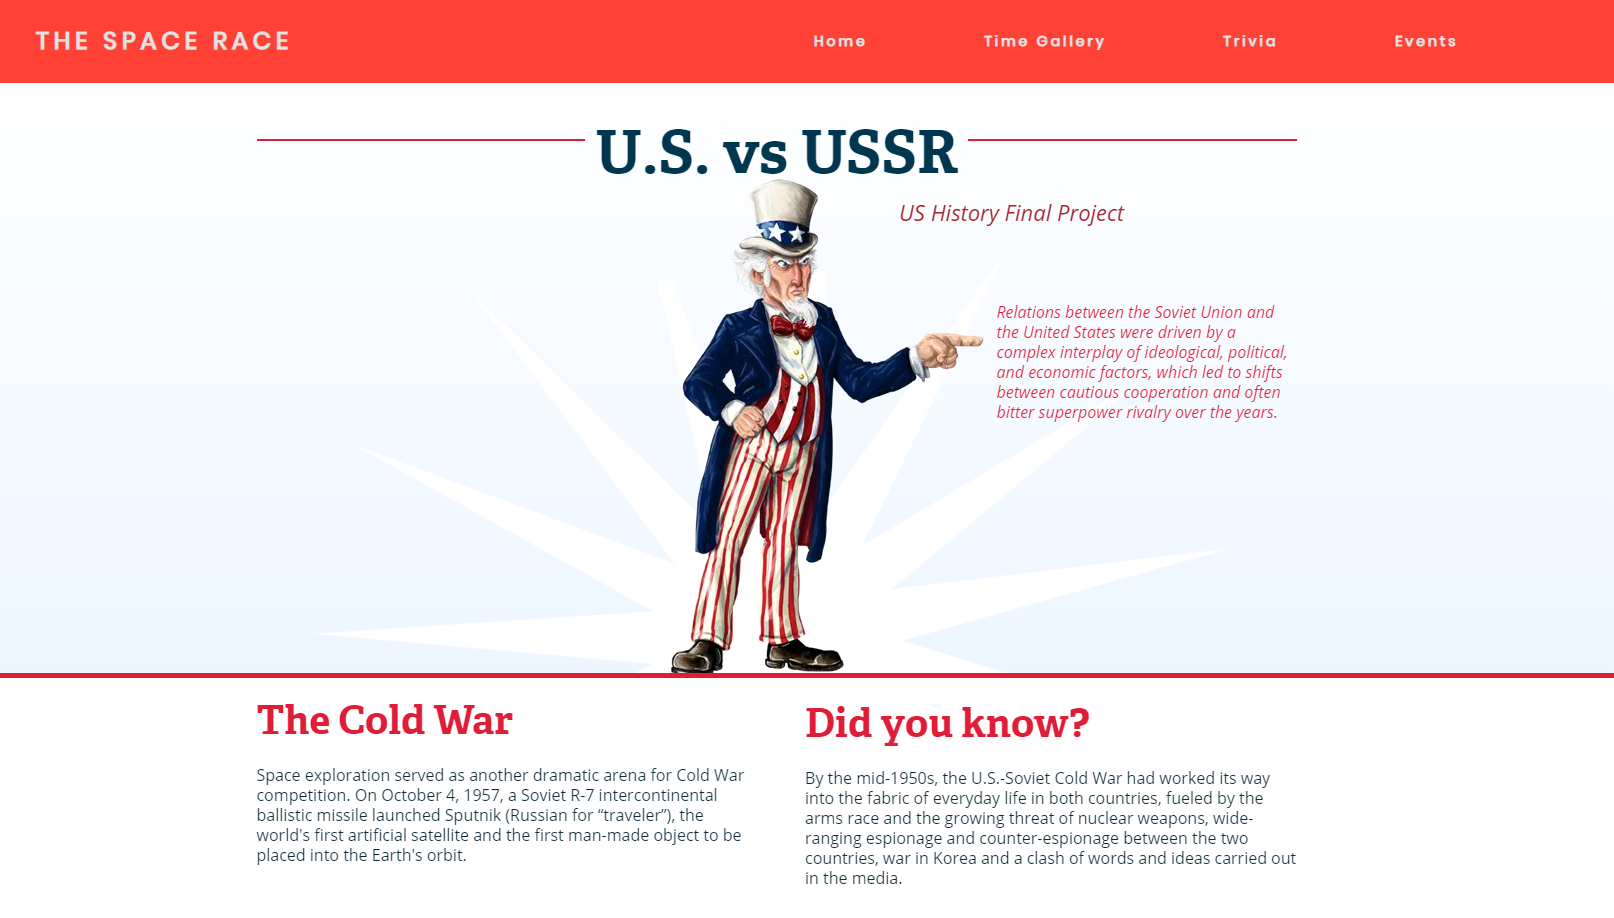 THE SPACE RACE
Home Time Gallery Trivia Events
U.S. vs USSR
US History Final Project
Relations between the Soviet Union and
the United States were driven by a
complex interplay of ideological, political,
and economic factors, which led to shifts
between cautious cooperation and often
bitter superpower rivalry over the years.
The Cold War
Space exploration served as another dramatic arena for Cold War
competition. On October 4, 1957, a Soviet R-7 intercontinental
ballistic missile launched Sputnik (Russian for “traveler”), the
world's first artificial satellite and the first man-made object to be
placed into the Earth's orbit.
Did you know?
By the mid-1950s, the U.S.-Soviet Cold War had worked its way
into the fabric of everyday life in both countries, fueled by the
arms race and the growing threat of nuclear weapons, wide-
ranging espionage and counter-espionage between the two
countries, war in Korea and a clash of words and ideas carried out
in the media.